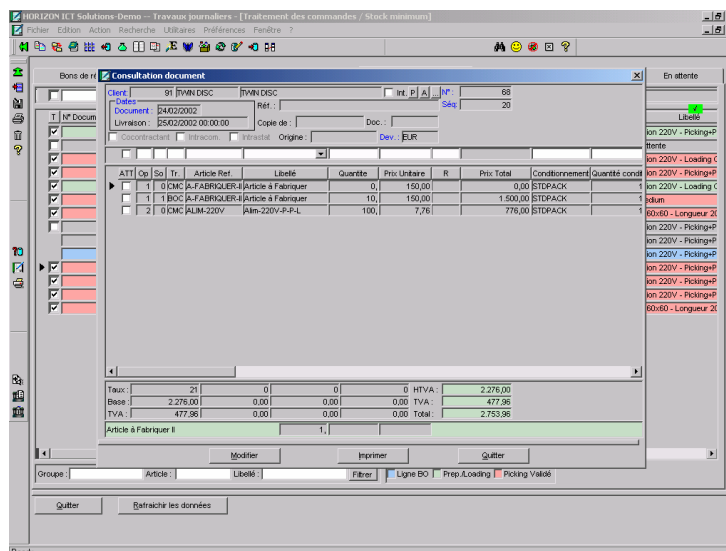 HORIZON ICT Solutions-Demo -- Travaux journaliers - [Traitement des commandes / Stock minimum]
Fichier Edition Action Recherche Utilitaires Préférences Fenêtre ?
Bons de ré
En attente
Consultation document
Client: 91 TWIN DISC TWIN DISC Int. P A ... N° : 68
Dates Réf. : Séq: 20
Document : 24/02/2002
Livraison : 25/02/2002 00:00:00 Copie de : Doc. :
Cocontractant Intracom. Intrastat Origine : Dev. : EUR
T N° Docum
Libellé
ATT Op So Tr. Article Ref. Libellé Quantite Prix Unitaire R Prix Total Conditionnement Quantité condit
1 0 CMC A-FABRIQUER-II Article à Fabriquer 0, 150,00 0,00 STDPACK 1
1 1 BOC A-FABRIQUER-II Article à Fabriquer 10, 150,00 1.500,00 STDPACK 1
2 0 CMC ALIM-220V Alim-220V-P-P-L 100, 7,76 776,00 STDPACK 1
ion 220V - Picking+P
ttente
ion 220V - Loading C
ion 220V - Picking+P
ion 220V - Loading C
edium
60x60 - Longueur 20
ion 220V - Picking+P
ion 220V - Picking+P
ion 220V - Picking+P
ion 220V - Picking+P
ion 220V - Picking+P
ion 220V - Picking+P
60x60 - Longueur 20
Taux : 21 0 0 0 HTVA : 2.276,00
Base : 2.276,00 0,00 0,00 0,00 TVA : 477,96
TVA : 477,96 0,00 0,00 0,00 Total : 2.753,96
Article à Fabriquer II 1,
Modifier Imprimer Quitter
Groupe : Article : Libellé : Filtrer Ligne BO Prep./Loading Picking Validé
Quitter Rafraichir les données